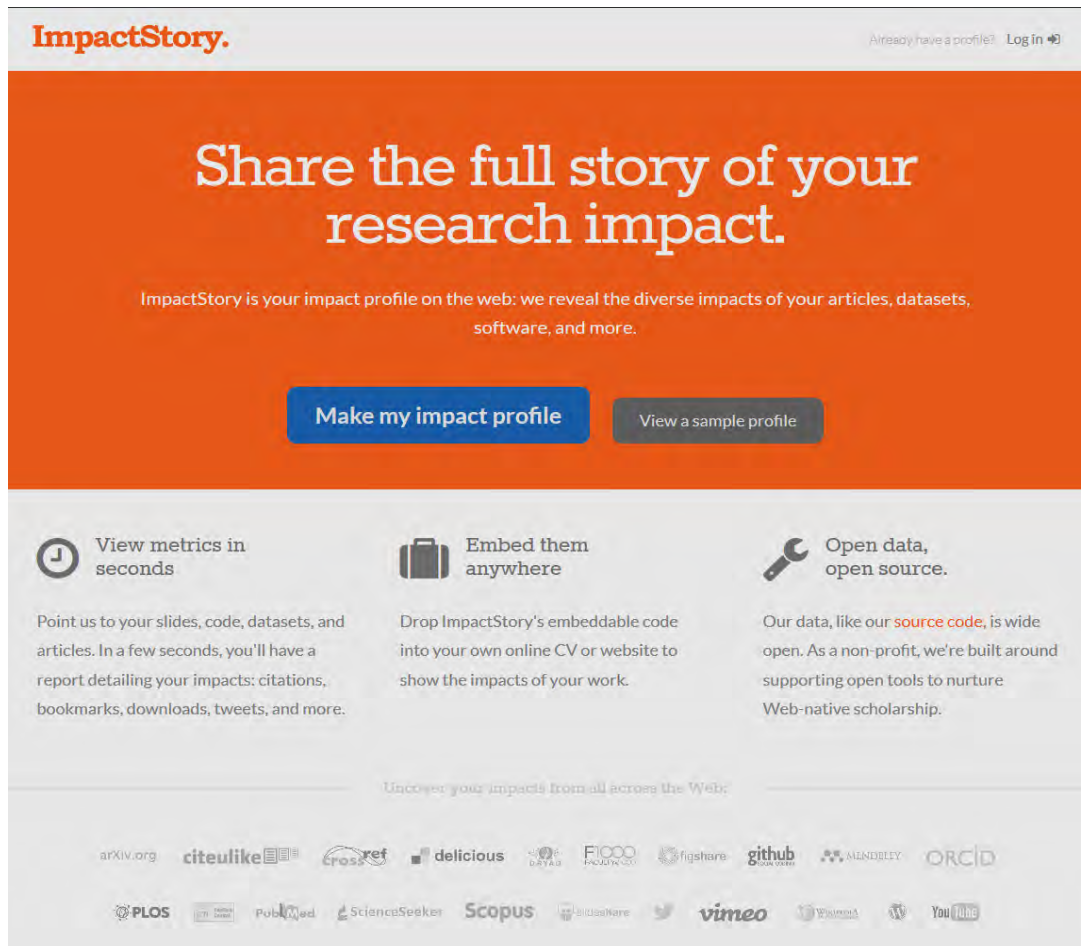 ImpactStory.
Already have a profile? Log in
Share the full story of your
research impact.
ImpactStory is your impact profile on the web: we reveal the diverse impacts of your articles, datasets,
software, and more.
Make my impact profile
View a sample profile
View metrics in
seconds
Point us to your slides, code, datasets, and
articles. In a few seconds, you'll have a
report detailing your impacts: citations,
bookmarks, downloads, tweets, and more.
Embed them
anywhere
Drop ImpactStory's embeddable code
into your own online CV or website to
show the impacts of your work.
Open data,
open source.
Our data, like our source code, is wide
open. As a non-profit, we're built around
supporting open tools to nurture
Web-native scholarship.
Uncover your impacts from all across the Web:
arXiv.org citeulike crossref delicious DRYAD F1000 figshare github MENDELEY ORCID
PLOS PubMed ScienceSeeker Scopus slideshare vimeo Wikipedia YouTube